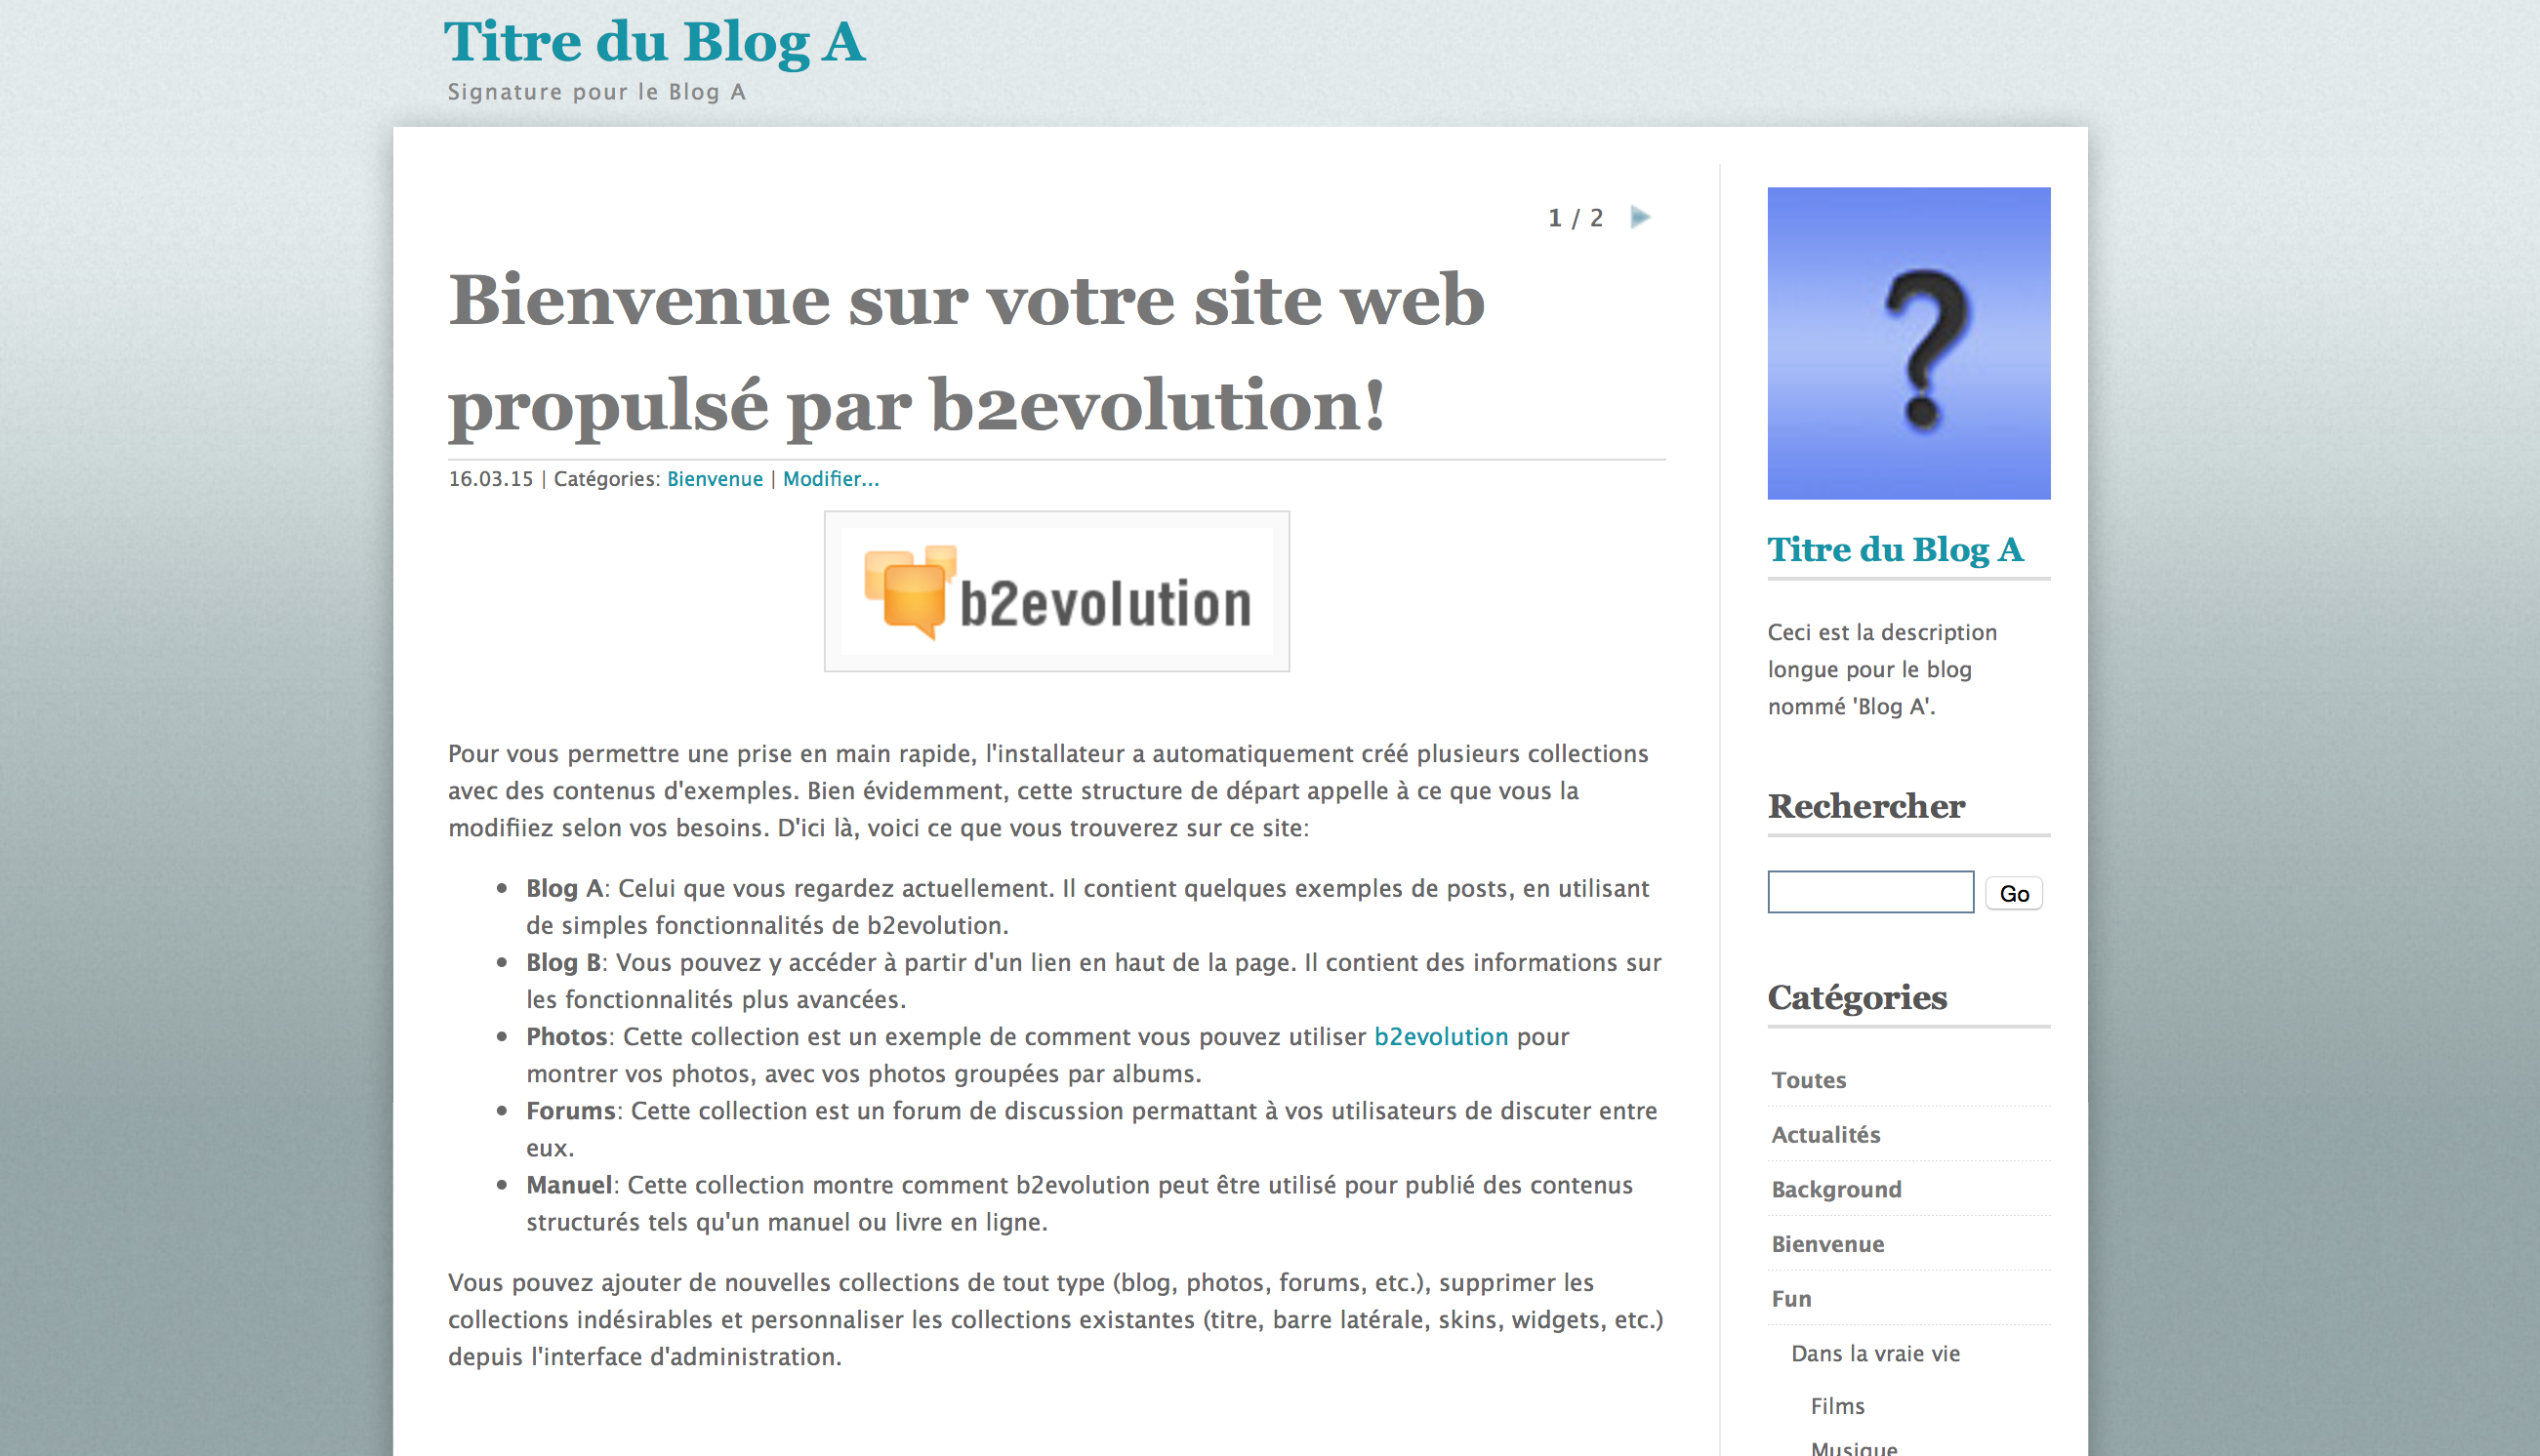 Titre du Blog A
Signature pour le Blog A
1 / 2
Bienvenue sur votre site web
propulsé par b2evolution!
16.03.15 | Catégories: Bienvenue | Modifier...
b2evolution
Pour vous permettre une prise en main rapide, l'installateur a automatiquement créé plusieurs collections
avec des contenus d'exemples. Bien évidemment, cette structure de départ appelle à ce que vous la
modifiiez selon vos besoins. D'ici là, voici ce que vous trouverez sur ce site:
• Blog A: Celui que vous regardez actuellement. Il contient quelques exemples de posts, en utilisant
de simples fonctionnalités de b2evolution.
• Blog B: Vous pouvez y accéder à partir d'un lien en haut de la page. Il contient des informations sur
les fonctionnalités plus avancées.
• Photos: Cette collection est un exemple de comment vous pouvez utiliser b2evolution pour
montrer vos photos, avec vos photos groupées par albums.
• Forums: Cette collection est un forum de discussion permattant à vos utilisateurs de discuter entre
eux.
• Manuel: Cette collection montre comment b2evolution peut être utilisé pour publié des contenus
structurés tels qu'un manuel ou livre en ligne.
Vous pouvez ajouter de nouvelles collections de tout type (blog, photos, forums, etc.), supprimer les
collections indésirables et personnaliser les collections existantes (titre, barre latérale, skins, widgets, etc.)
depuis l'interface d'administration.
?
Titre du Blog A
Ceci est la description
longue pour le blog
nommé 'Blog A'.
Rechercher
Go
Catégories
Toutes
Actualités
Background
Bienvenue
Fun
Dans la vraie vie
Films
Musique